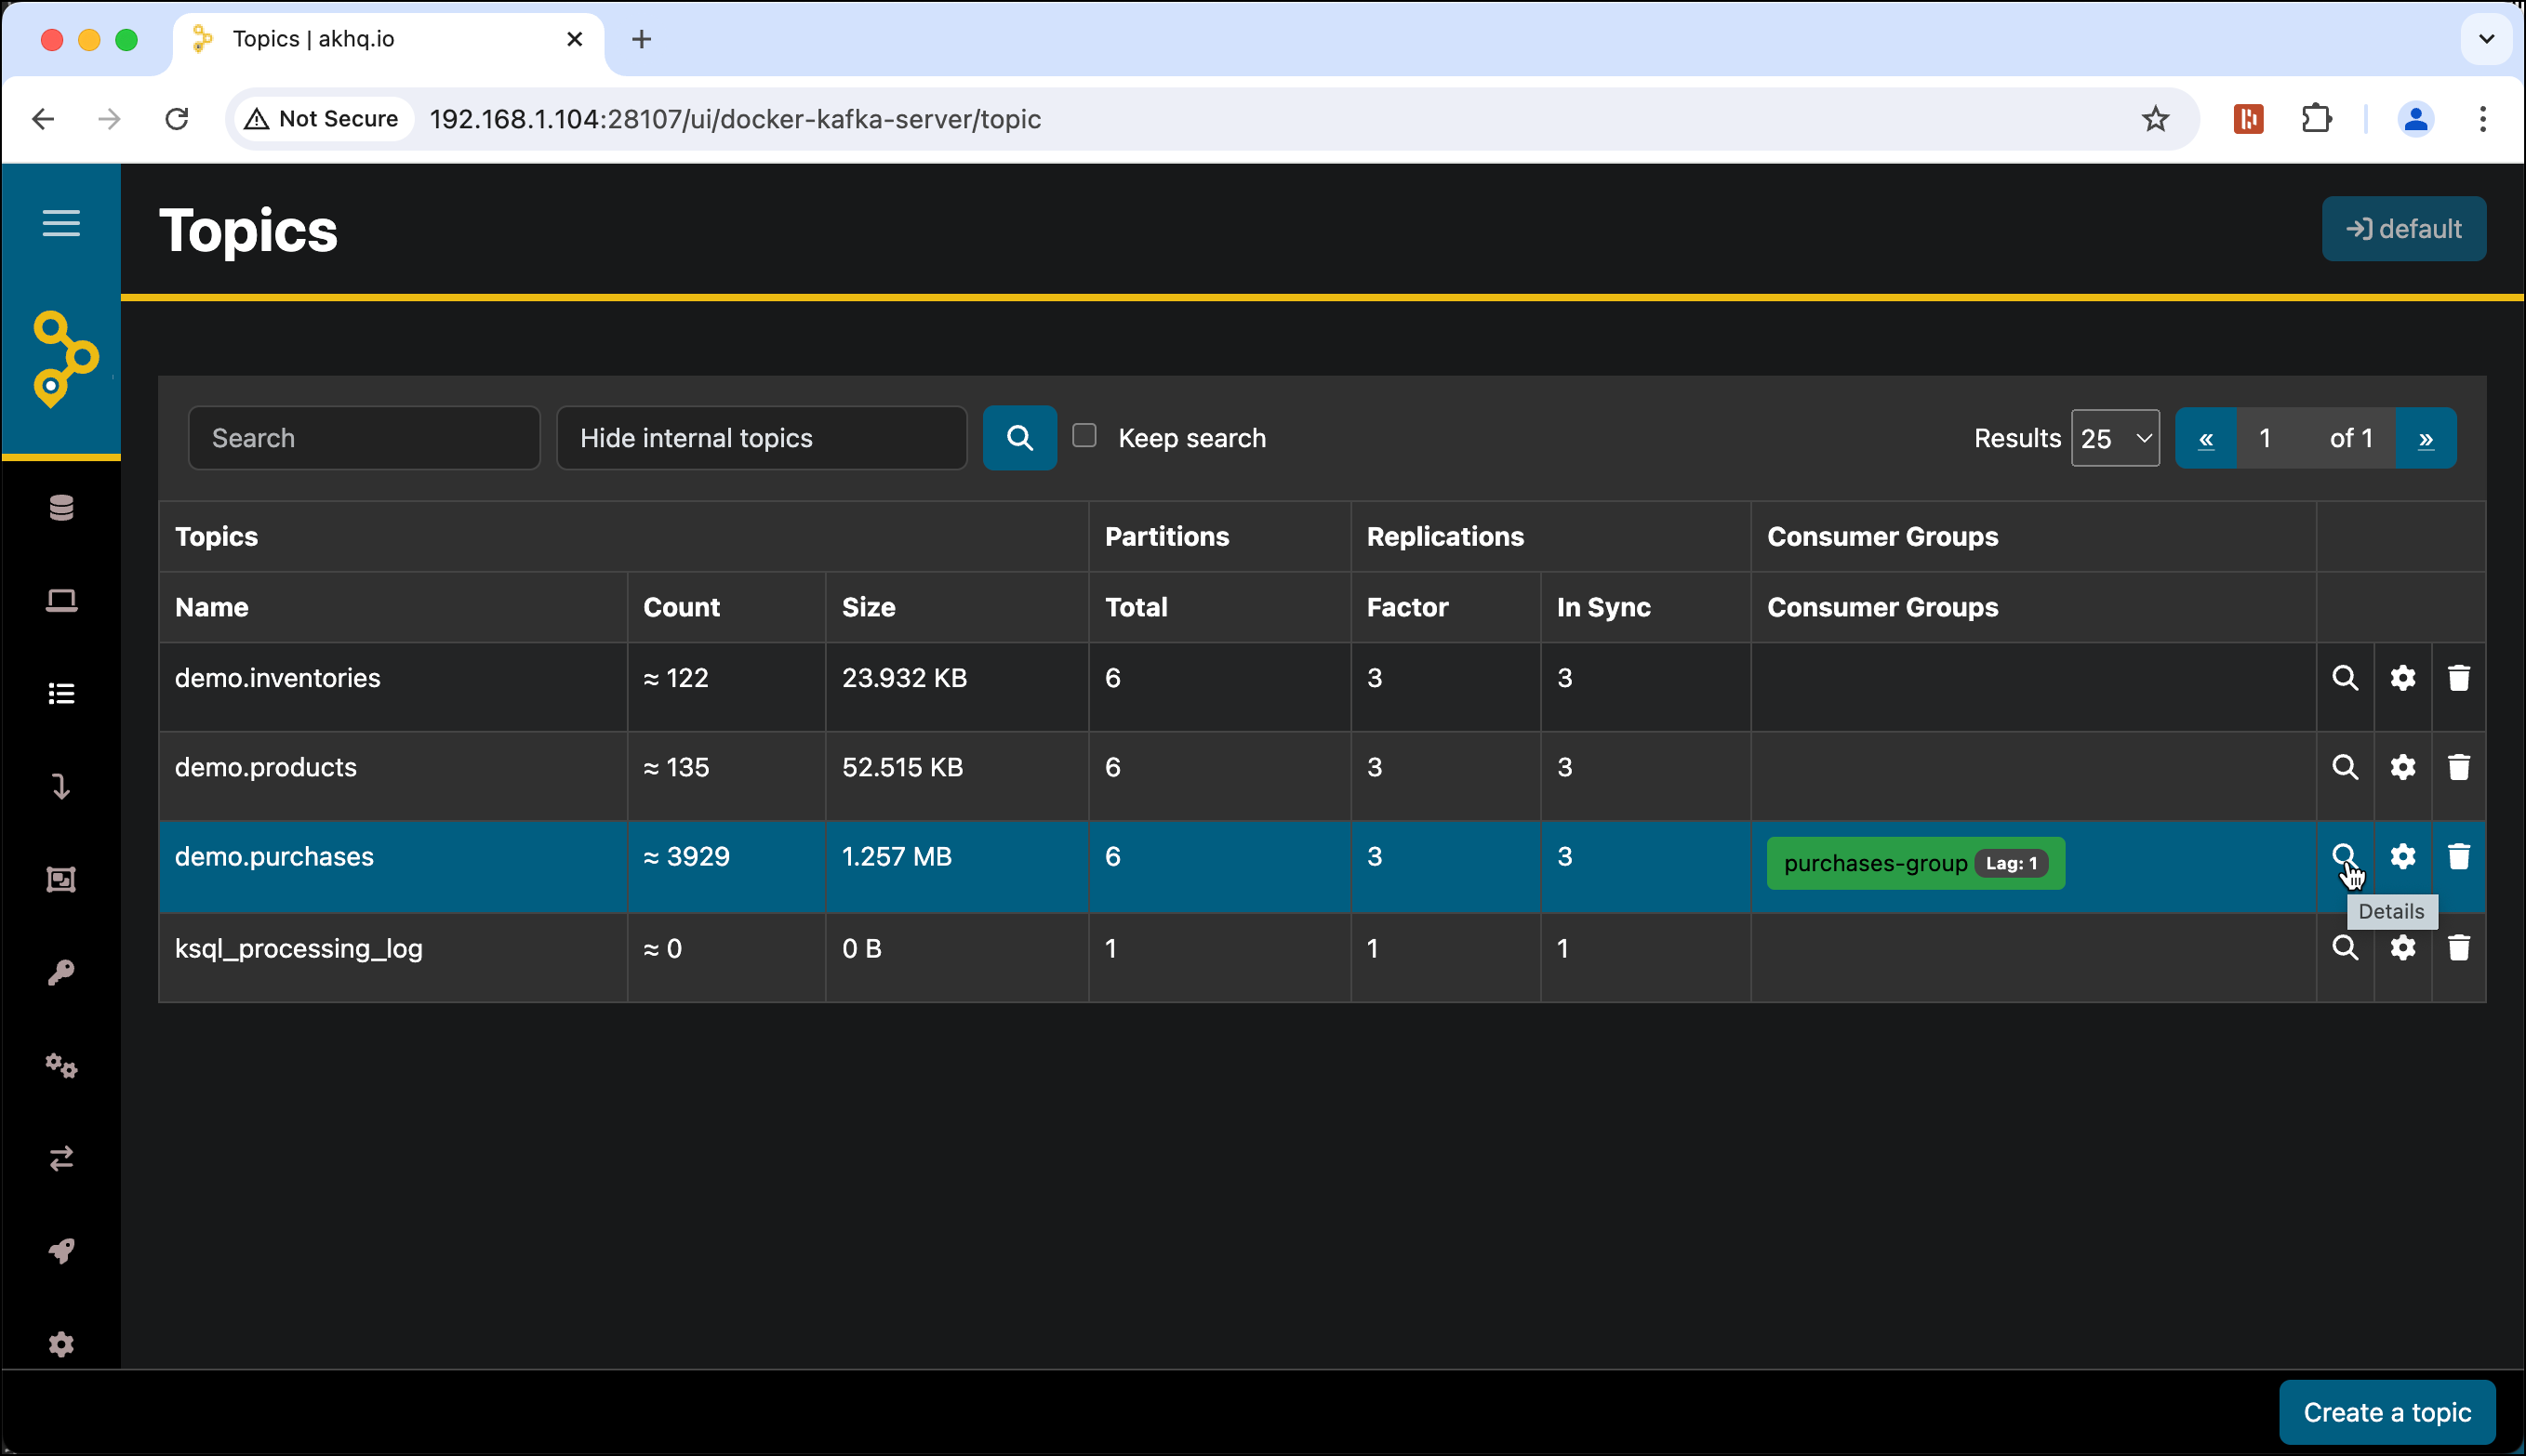 Topics | akhq.io
Not Secure 192.168.1.104:28107/ui/docker-kafka-server/topic
Topics
default
Search Hide internal topics Keep search Results 25 « 1 of 1 »
Topics Partitions Replications Consumer Groups
Name Count Size Total Factor In Sync Consumer Groups
demo.inventories ≈ 122 23.932 KB 6 3 3
demo.products ≈ 135 52.515 KB 6 3 3
demo.purchases ≈ 3929 1.257 MB 6 3 3 purchases-group Lag: 1
Details
ksql_processing_log ≈ 0 0 B 1 1 1
Create a topic